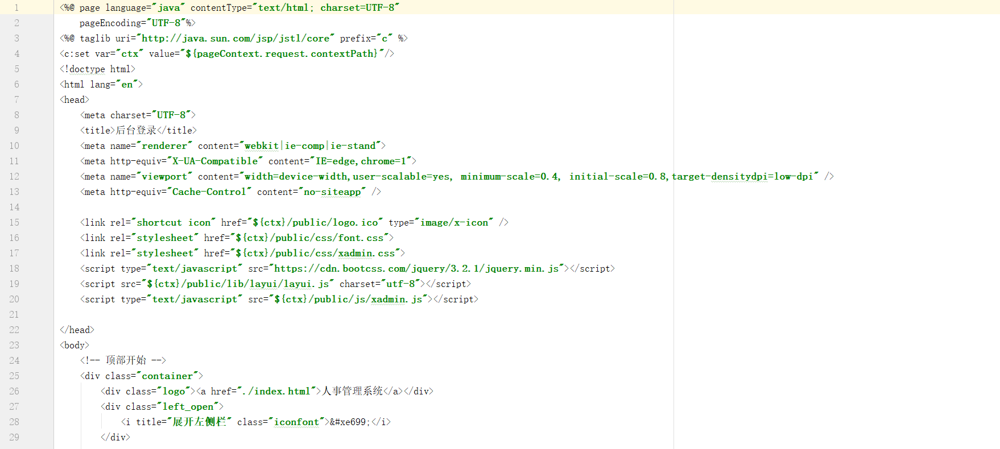 1 <%@ page language="java" contentType="text/html; charset=UTF-8"
2     pageEncoding="UTF-8"%>
3 <%@ taglib uri="http://java.sun.com/jsp/jstl/core" prefix="c" %>
4 <c:set var="ctx" value="${pageContext.request.contextPath}"/>
5 <!doctype html>
6 <html lang="en">
7 <head>
8     <meta charset="UTF-8">
9     <title>后台登录</title>
10     <meta name="renderer" content="webkit|ie-comp|ie-stand">
11     <meta http-equiv="X-UA-Compatible" content="IE=edge,chrome=1">
12     <meta name="viewport" content="width=device-width,user-scalable=yes, minimum-scale=0.4, initial-scale=0.8,target-densitydpi=low-dpi" />
13     <meta http-equiv="Cache-Control" content="no-siteapp" />
14
15     <link rel="shortcut icon" href="${ctx}/public/logo.ico" type="image/x-icon" />
16     <link rel="stylesheet" href="${ctx}/public/css/font.css">
17     <link rel="stylesheet" href="${ctx}/public/css/xadmin.css">
18     <script type="text/javascript" src="https://cdn.bootcss.com/jquery/3.2.1/jquery.min.js"></script>
19     <script src="${ctx}/public/lib/layui/layui.js" charset="utf-8"></script>
20     <script type="text/javascript" src="${ctx}/public/js/xadmin.js"></script>
21
22 </head>
23 <body>
24     <!-- 顶部开始 -->
25     <div class="container">
26         <div class="logo"><a href="./index.html">人事管理系统</a></div>
27         <div class="left_open">
28             <i title="展开左侧栏" class="iconfont">&#xe699;</i>
29         </div>